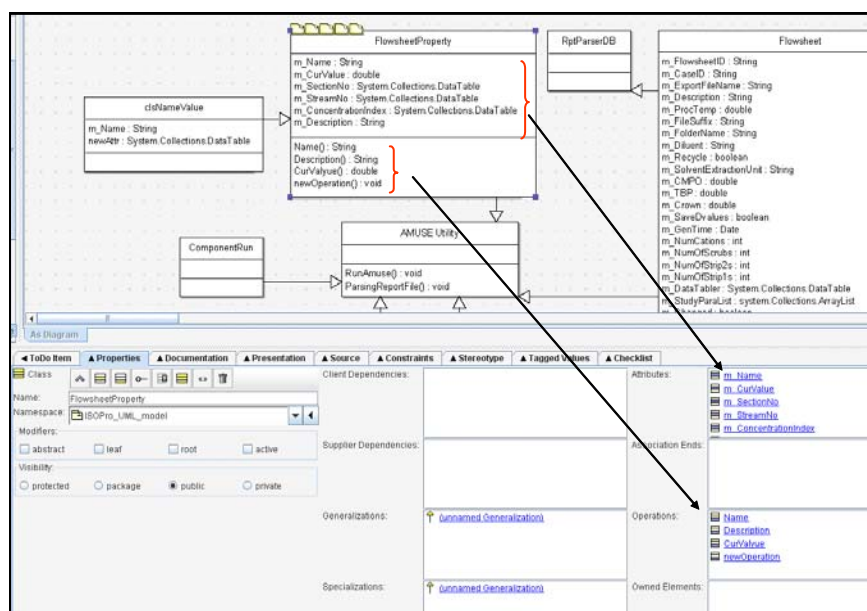 FlowsheetProperty
m_Name : String
m_CurValue : double
m_SectionNo : System.Collections.DataTable
m_StreamNo : System.Collections.DataTable
m_ConcentrationIndex : System.Collections.DataTable
m_Description : String
Name() : String
Description() : String
CurValyue() : double
newOperation() : void
RptParserDB
Flowsheet
m_FlowsheetID : String
m_CaseID : String
m_ExportFileName : String
m_Description : String
m_ProcTemp : double
m_FileSuffix : String
m_FolderName : String
m_Diluent : String
m_Recycle : boolean
m_SolventExtractionUnit : String
m_CMPO : double
m_TBP : double
m_Crown : double
m_SaveDvalues : boolean
m_GenTime : Date
m_NumCations : int
m_NumOfScrubs : int
m_NumOfStrip2s : int
m_NumOfStrip1s : int
m_DataTabler : System.Collections.DataTable
m_StudyParaList : system.Collections.ArrayList
clsNameValue
m_Name : String
newAttr : System.Collections.DataTable
ComponentRun
AMUSE Utility
RunAmuse() : void
ParsingReportFile() : void
As Diagram
ToDo Item
Properties
Documentation
Presentation
Source
Constraints
Stereotype
Tagged Values
Checklist
Class
Name: FlowsheetProperty
Namespace: ISOPro_UML_model
Modifiers:
abstract leaf root active
Visibility:
protected package public private
Client Dependencies:
Supplier Dependencies:
Generalizations: (unnamed Generalization)
Specializations: (unnamed Generalization)
Attributes:
m_Name
m_CurValue
m_SectionNo
m_StreamNo
m_ConcentrationIndex
Association Ends:
Operations:
Name
Description
CurValyue
newOperation
Owned Elements: